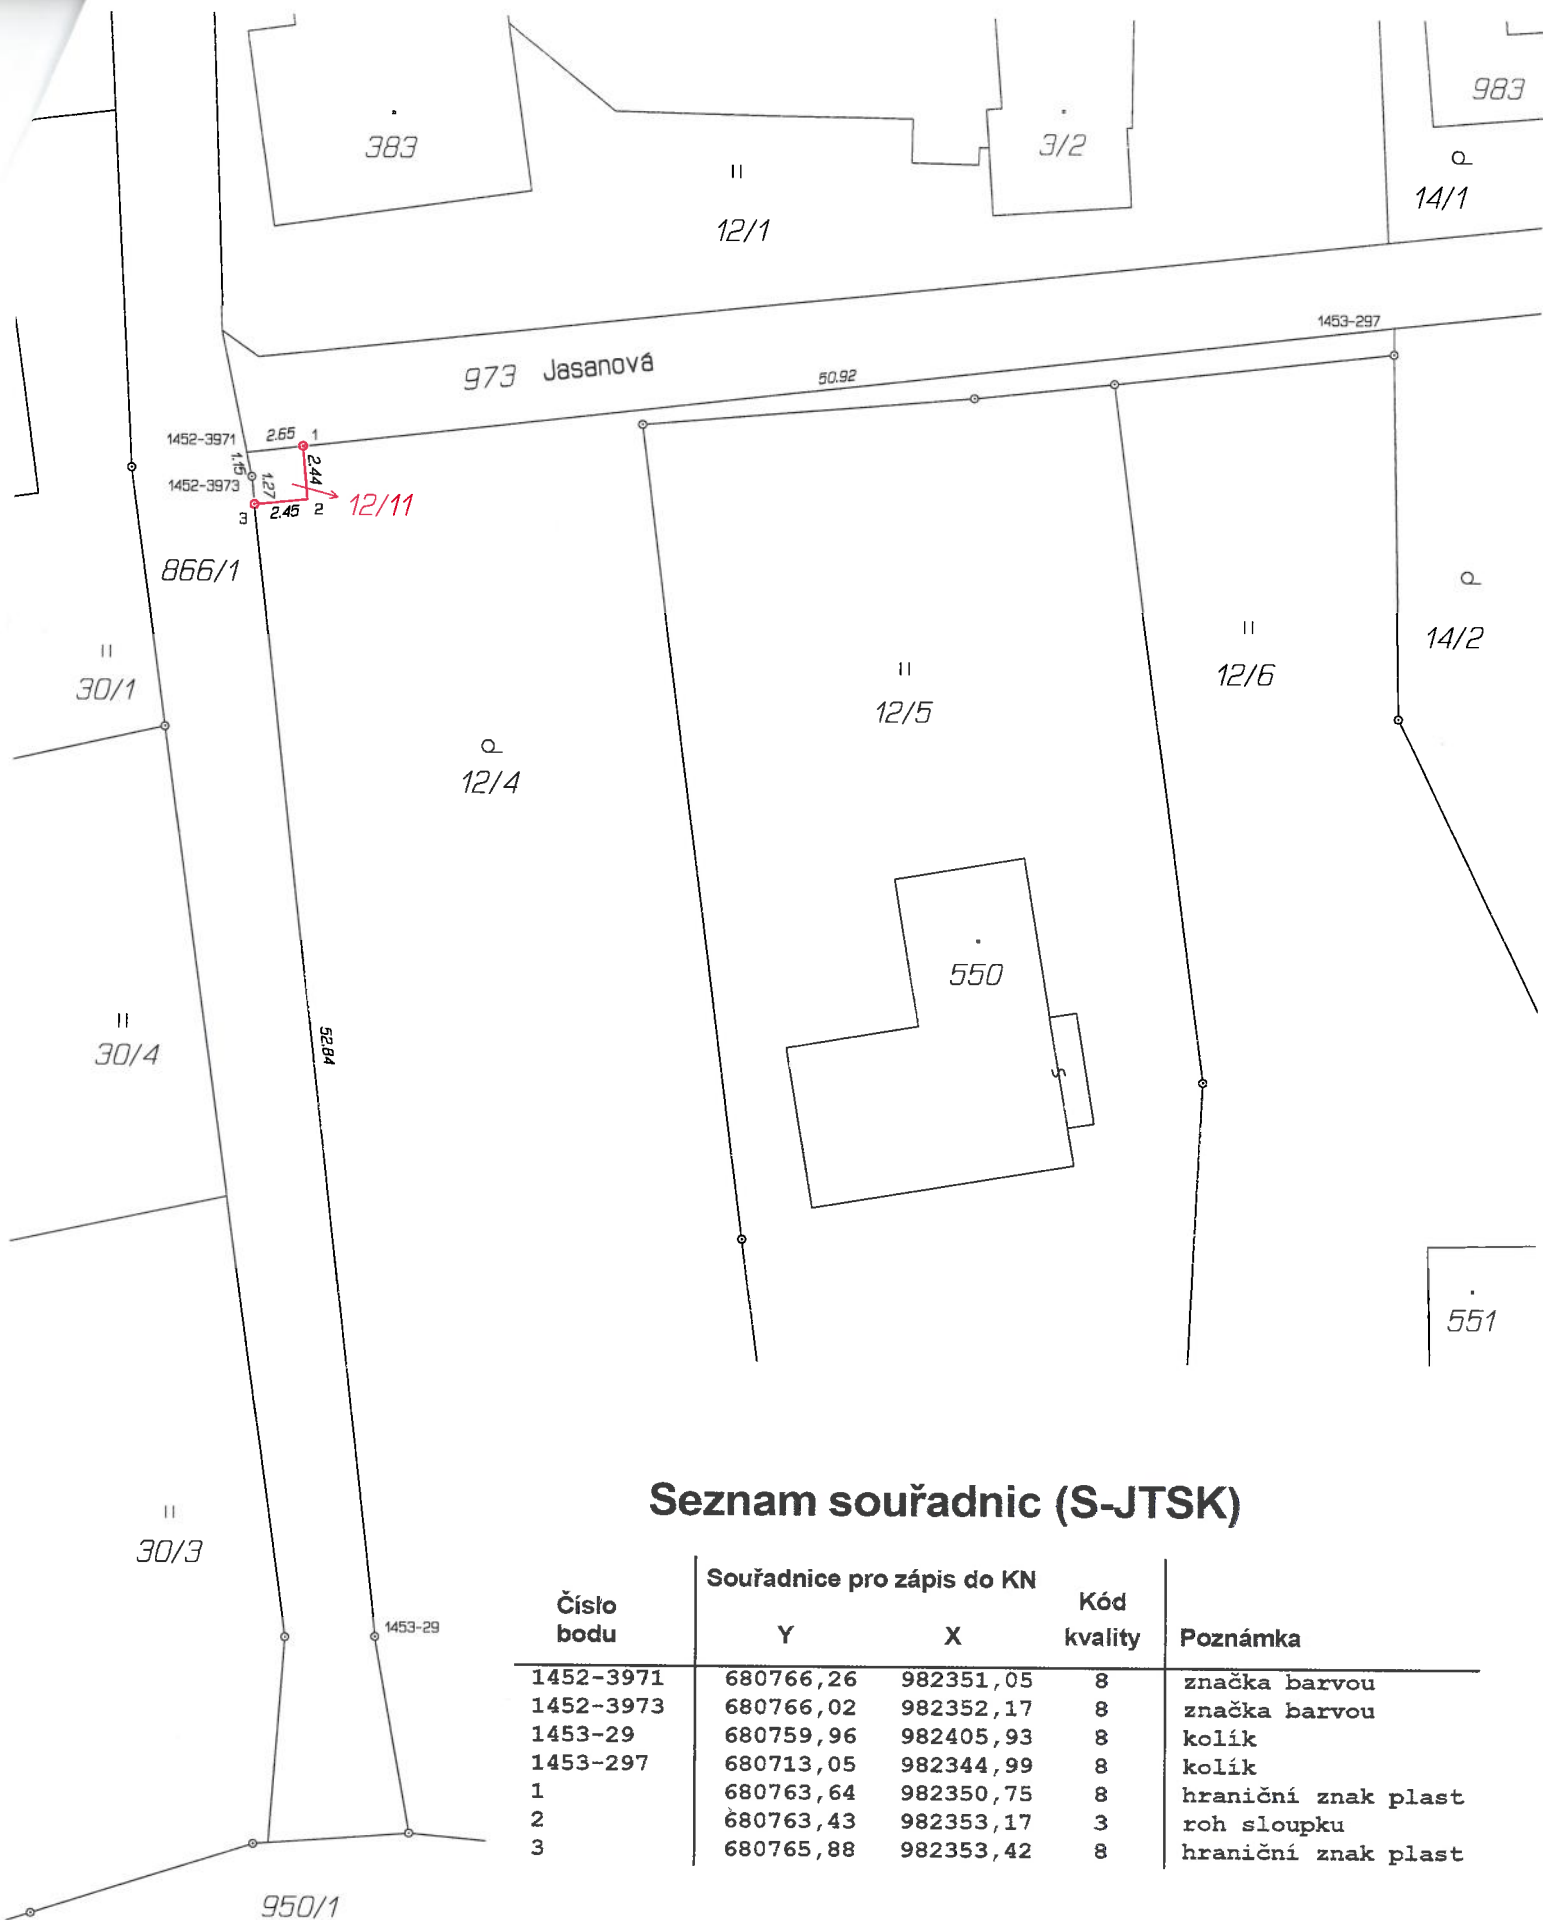 983
383
3/2
12/1
14/1
1453-297
973 Jasanová
50.92
1452-3971
2.65
1
1.15
2.44
1452-3973
1.27
3
2.45
2
12/11
866/1
30/1
12/4
12/5
12/6
14/2
550
30/4
52.84
S
551
30/3
1453-29
950/1
Seznam souřadnic (S-JTSK)
Číslo bodu
Souřadnice pro zápis do KN
Y X
Kód kvality
Poznámka
1452-3971 680766,26 982351,05 8 značka barvou
1452-3973 680766,02 982352,17 8 značka barvou
1453-29 680759,96 982405,93 8 kolík
1453-297 680713,05 982344,99 8 kolík
1 680763,64 982350,75 8 hraniční znak plast
2 680763,43 982353,17 3 roh sloupku
3 680765,88 982353,42 8 hraniční znak plast